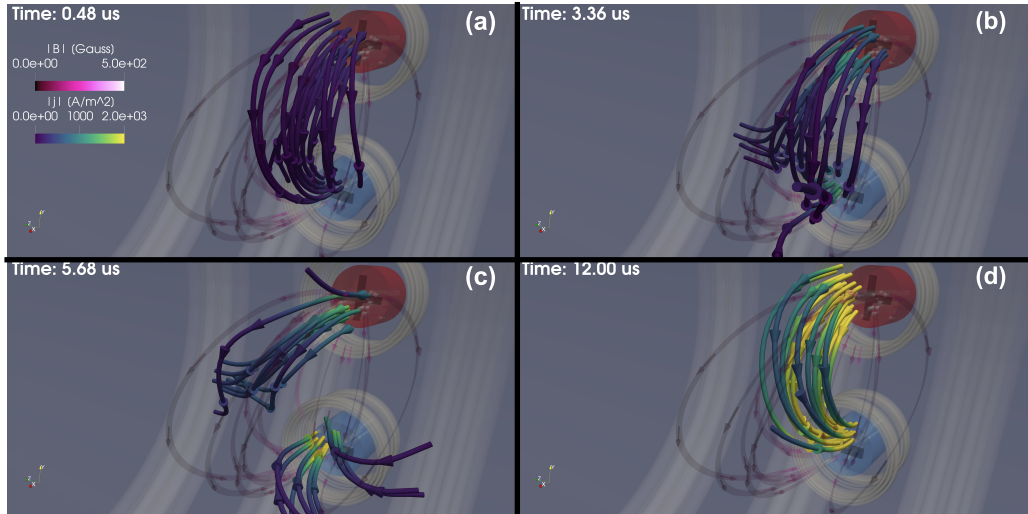 Time: 0.48 us
(a)
|B| [Gauss]
0.0e+00 5.0e+02
|j| [A/m^2]
0.0e+00 1000 2.0e+03
Y
Z
X
Time: 3.36 us
(b)
Y
Z
X
Time: 5.68 us
(c)
Y
Z
X
Time: 12.00 us
(d)
Y
Z
X